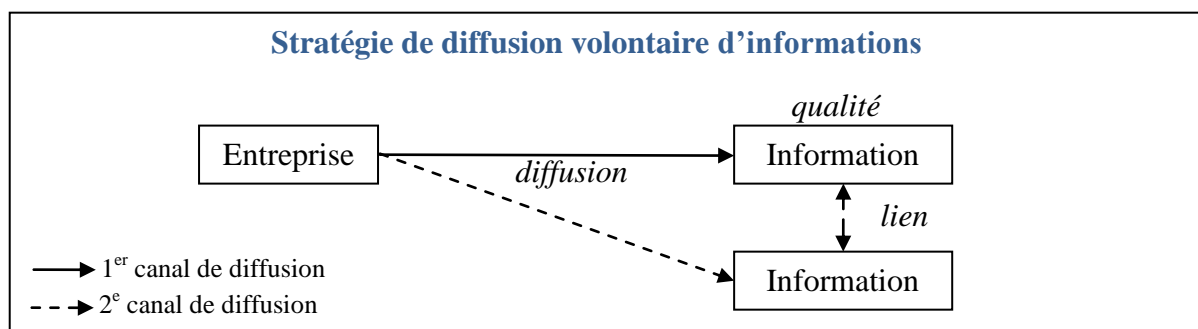 Stratégie de diffusion volontaire d’informations
qualité
Entreprise
Information
diffusion
lien
Information
1er canal de diffusion
2e canal de diffusion